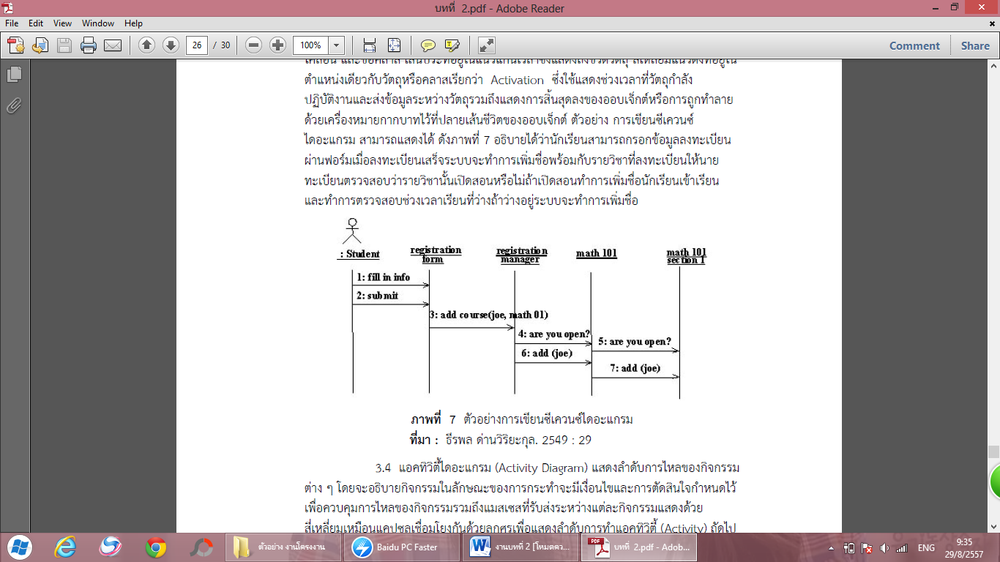 บทที่ 2.pdf - Adobe Reader
File Edit View Window Help
26 / 30 100% Comment Share
ตำแหน่งเดียวกับวัตถุหรือคลาสเรียกว่า Activation ซึ่งใช้แสดงช่วงเวลาที่วัตถุกำลัง
ปฏิบัติงานและส่งข้อมูลระหว่างวัตถุรวมถึงแสดงการสิ้นสุดลงของออบเจ็กต์หรือการถูกทำลาย
ด้วยเครื่องหมายกากบาทไว้ที่ปลายเส้นชีวิตของออบเจ็กต์ ตัวอย่าง การเขียนซีเควนซ์
ไดอะแกรม สามารถแสดงได้ ดังภาพที่ 7 อธิบายได้ว่านักเรียนสามารถกรอกข้อมูลลงทะเบียน
ผ่านฟอร์มเมื่อลงทะเบียนเสร็จระบบจะทำการเพิ่มชื่อพร้อมกับรายวิชาที่ลงทะเบียนให้นาย
ทะเบียนตรวจสอบว่ารายวิชานั้นเปิดสอนหรือไม่ถ้าเปิดสอนทำการเพิ่มชื่อนักเรียนเข้าเรียน
และทำการตรวจสอบช่วงเวลาเรียนที่ว่างถ้าว่างอยู่ระบบจะทำการเพิ่มชื่อ
: Student
registration
form
registration
manager
math 101
math 101
section 1
1: fill in info
2: submit
3: add course(joe, math 01)
4: are you open?
5: are you open?
6: add (joe)
7: add (joe)
ภาพที่ 7 ตัวอย่างการเขียนซีเควนซ์ไดอะแกรม
ที่มา : ธีรพล ด่านวิริยะกุล. 2549 : 29
3.4 แอคทิวิตี้ไดอะแกรม (Activity Diagram) แสดงลำดับการไหลของกิจกรรม
ต่าง ๆ โดยจะอธิบายกิจกรรมในลักษณะของการกระทำจะมีเงื่อนไขและการตัดสินใจกำหนดไว้
เพื่อควบคุมการไหลของกิจกรรมรวมถึงแมสเซสที่รับส่งระหว่างแต่ละกิจกรรมแสดงด้วย
สี่เหลี่ยมเหมือนแคปซูลเชื่อมโยงกันด้วยลูกศรเพื่อแสดงลำดับการทำแอคทิวิตี้ (Activity) ถัดไป
ตัวอย่าง งานโครงงาน
Baidu PC Faster
งานบทที่ 2 [โหมดคว...
บทที่ 2.pdf - Adob...
ENG
9:35
29/8/2557